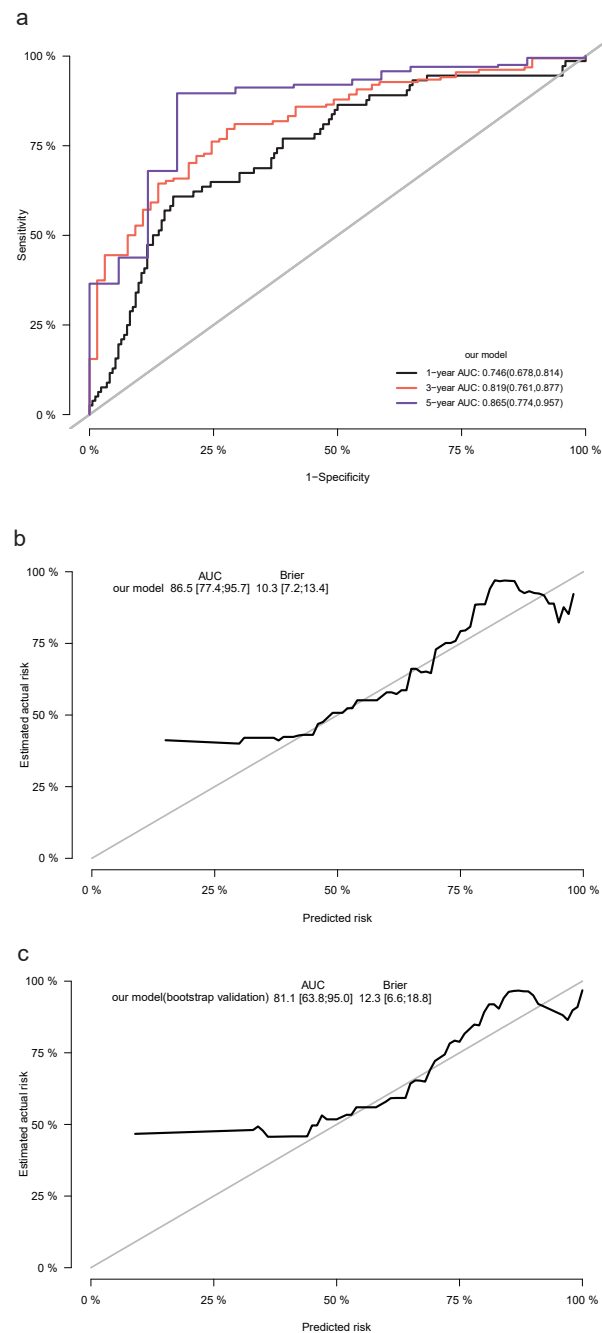 a
100 %
75 %
50 %
25 %
0 %
Sensitivity
our model
1−year AUC: 0.746(0.678,0.814)
3−year AUC: 0.819(0.761,0.877)
5−year AUC: 0.865(0.774,0.957)
0 % 25 % 50 % 75 % 100 %
1−Specificity
b
AUC Brier
our model 86.5 [77.4;95.7] 10.3 [7.2;13.4]
100 %
75 %
50 %
25 %
0 %
Estimated actual risk
0 % 25 % 50 % 75 % 100 %
Predicted risk
c
AUC Brier
our model(bootstrap validation) 81.1 [63.8;95.0] 12.3 [6.6;18.8]
100 %
75 %
50 %
25 %
0 %
Estimated actual risk
0 % 25 % 50 % 75 % 100 %
Predicted risk